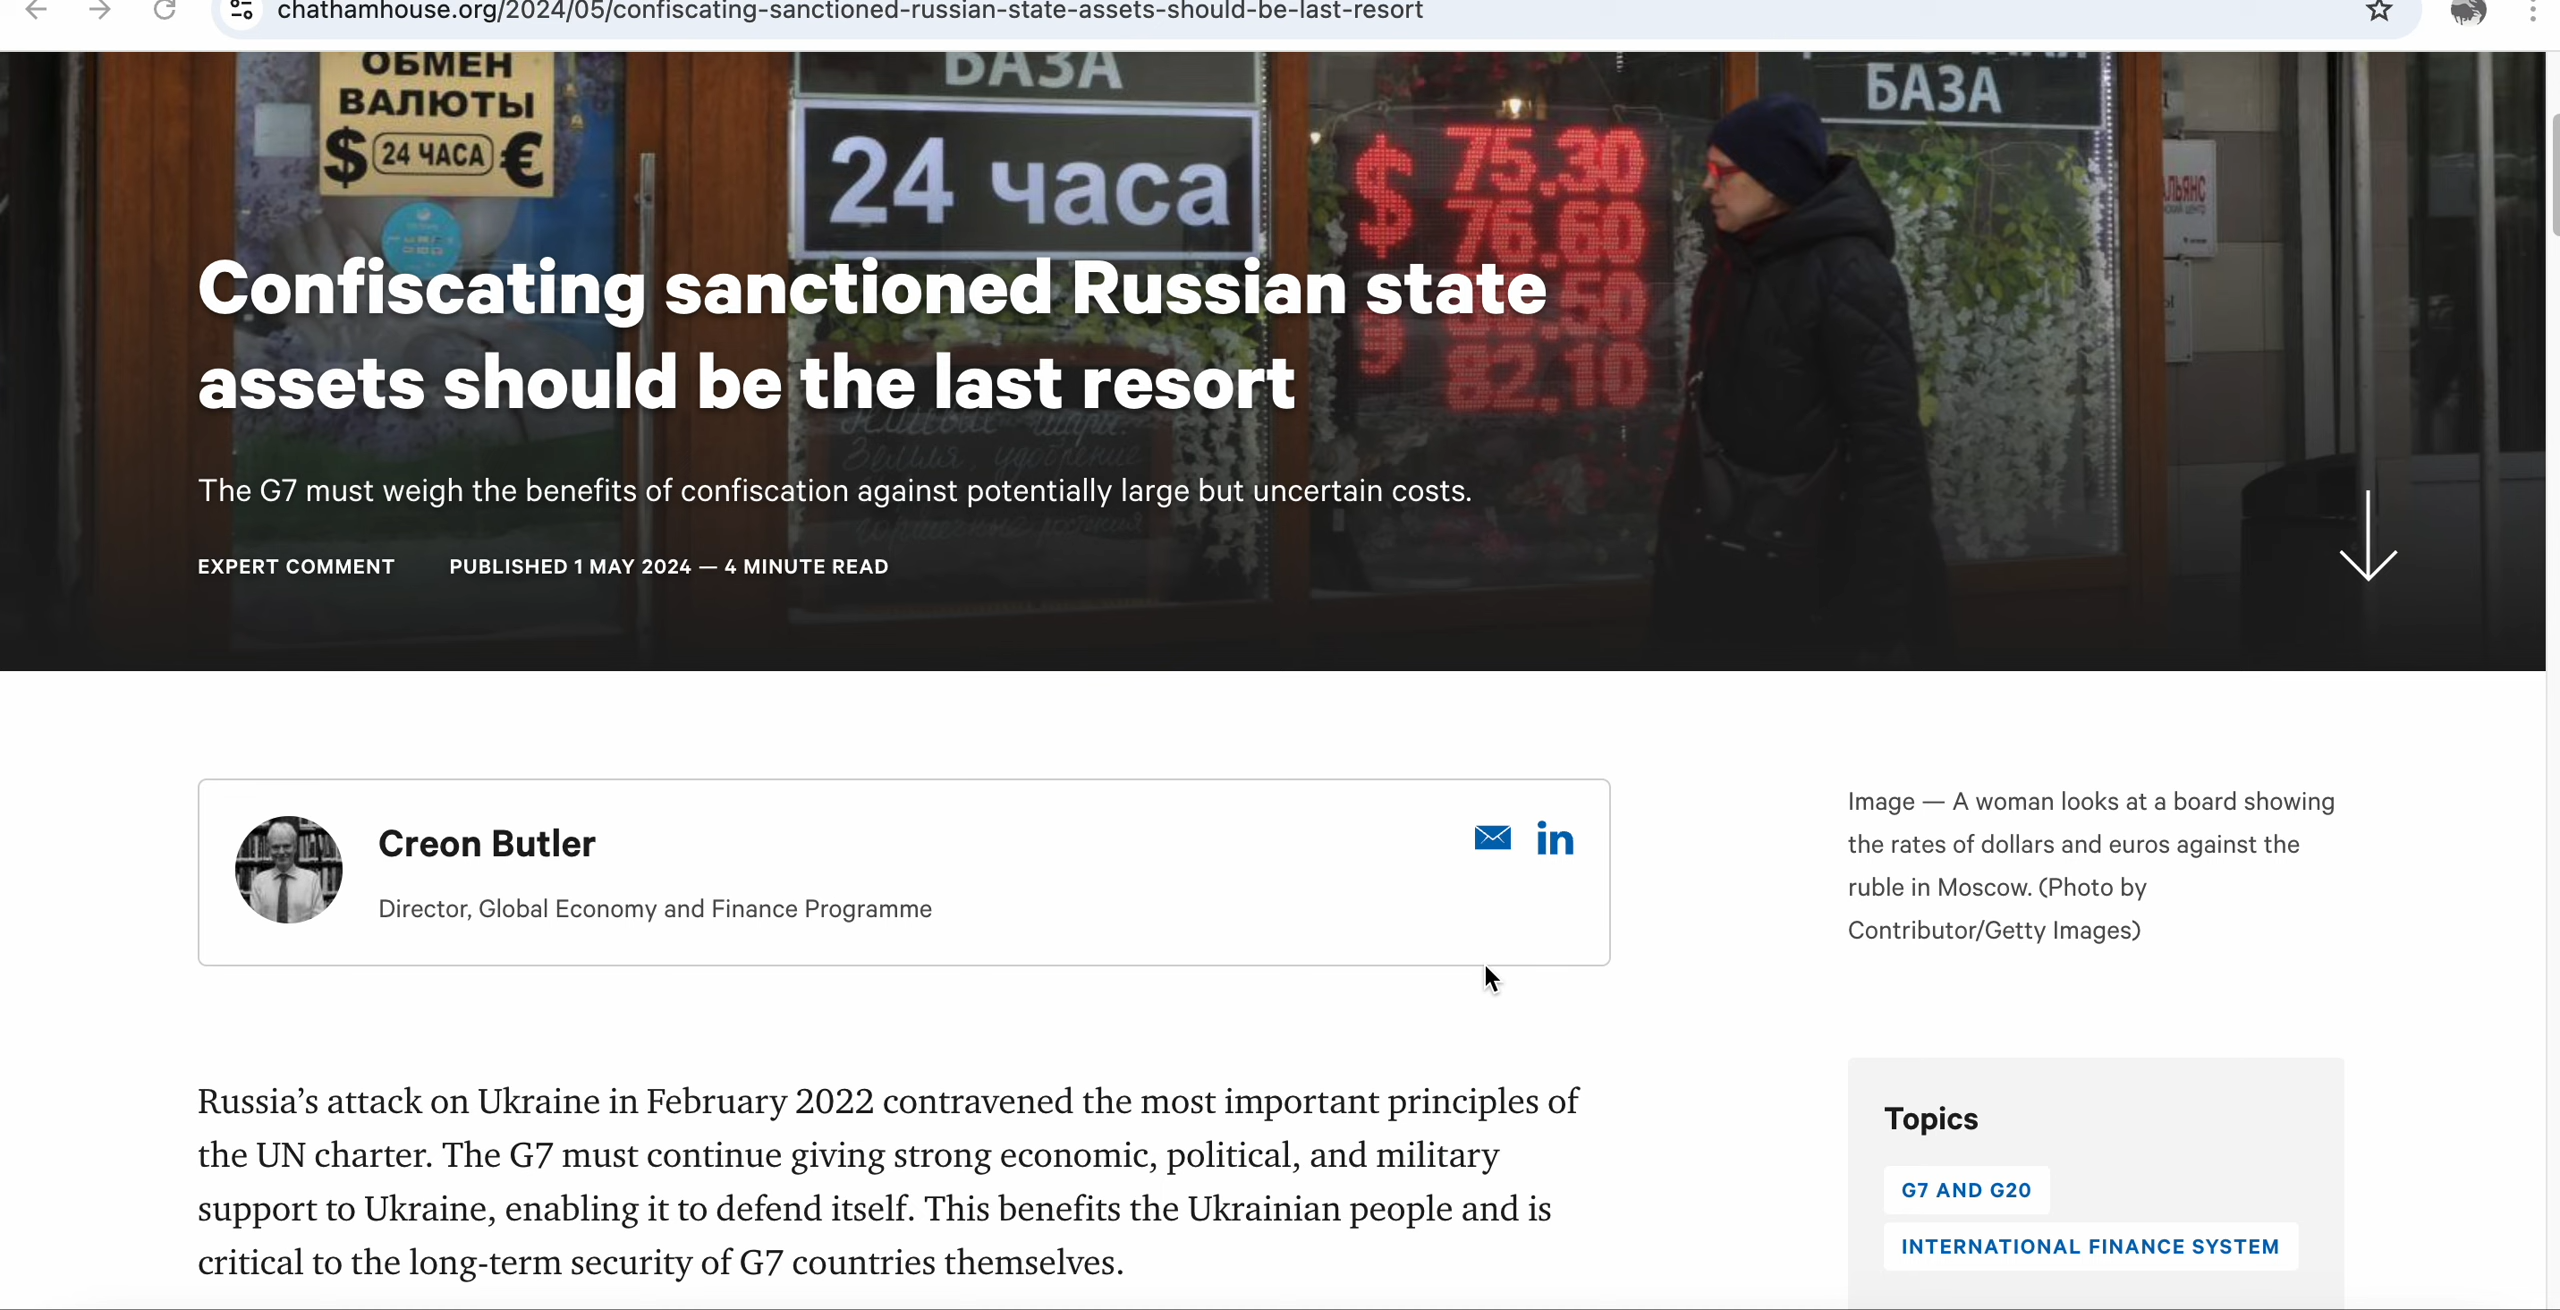 chathamhouse.org/2024/05/confiscating-sanctioned-russian-state-assets-should-be-last-resort
ОБМЕН
ВАЛЮТЫ
$ 24 ЧАСА €
БАЗА
24 часа
$ 75.30
76.60
.50
82.10
БАЗА
Confiscating sanctioned Russian state
assets should be the last resort
The G7 must weigh the benefits of confiscation against potentially large but uncertain costs.
EXPERT COMMENT PUBLISHED 1 MAY 2024 — 4 MINUTE READ
Creon Butler
Director, Global Economy and Finance Programme
in
Image — A woman looks at a board showing
the rates of dollars and euros against the
ruble in Moscow. (Photo by
Contributor/Getty Images)
Russia’s attack on Ukraine in February 2022 contravened the most important principles of
the UN charter. The G7 must continue giving strong economic, political, and military
support to Ukraine, enabling it to defend itself. This benefits the Ukrainian people and is
critical to the long-term security of G7 countries themselves.
Topics
G7 AND G20
INTERNATIONAL FINANCE SYSTEM